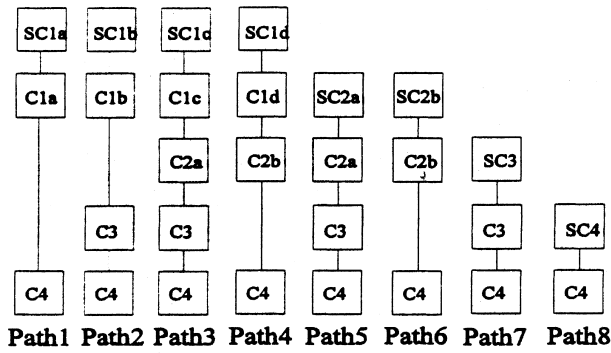 SC1a SC1b SC1c SC1d
C1a C1b C1c C1d SC2a SC2b
C2a C2b C2a C2b SC3
C3 C3 C3 C3 SC4
C4 C4 C4 C4 C4 C4 C4 C4
Path1 Path2 Path3 Path4 Path5 Path6 Path7 Path8